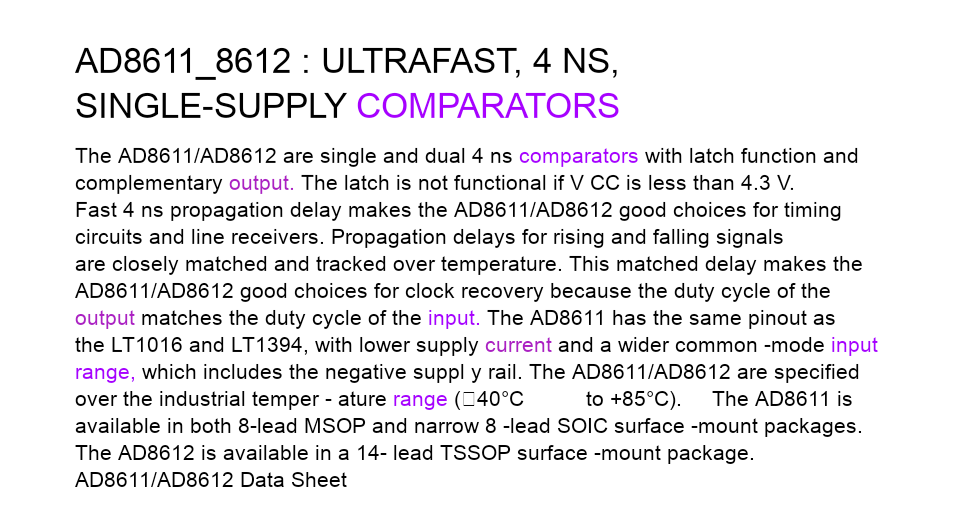 AD8611_8612 : ULTRAFAST, 4 NS,
SINGLE-SUPPLY COMPARATORS
The AD8611/AD8612 are single and dual 4 ns comparators with latch function and
complementary output. The latch is not functional if V CC is less than 4.3 V.
Fast 4 ns propagation delay makes the AD8611/AD8612 good choices for timing
circuits and line receivers. Propagation delays for rising and falling signals
are closely matched and tracked over temperature. This matched delay makes the
AD8611/AD8612 good choices for clock recovery because the duty cycle of the
output matches the duty cycle of the input. The AD8611 has the same pinout as
the LT1016 and LT1394, with lower supply current and a wider common -mode input
range, which includes the negative suppl y rail. The AD8611/AD8612 are specified
over the industrial temper - ature range (□40°C to +85°C). The AD8611 is
available in both 8-lead MSOP and narrow 8 -lead SOIC surface -mount packages.
The AD8612 is available in a 14- lead TSSOP surface -mount package.
AD8611/AD8612 Data Sheet